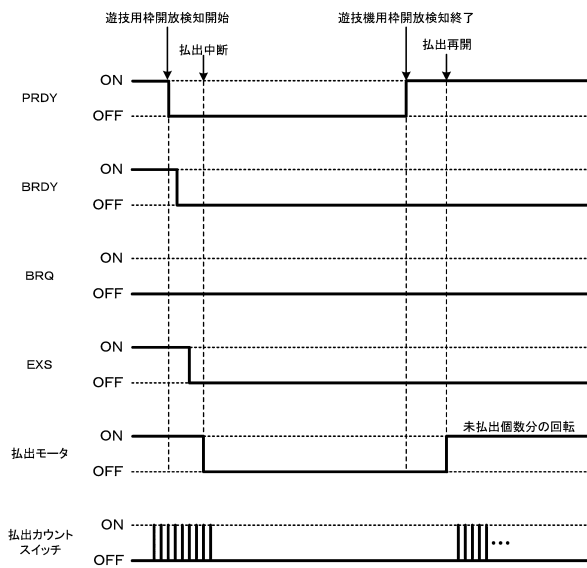 遊技用枠開放検知開始
払出中断
遊技機用枠開放検知終了
払出再開
PRDY
ON
OFF
BRDY
ON
OFF
BRQ
ON
OFF
EXS
ON
OFF
払出モータ
ON
OFF
未払出個数分の回転
払出カウント
スイッチ
ON
OFF
•••